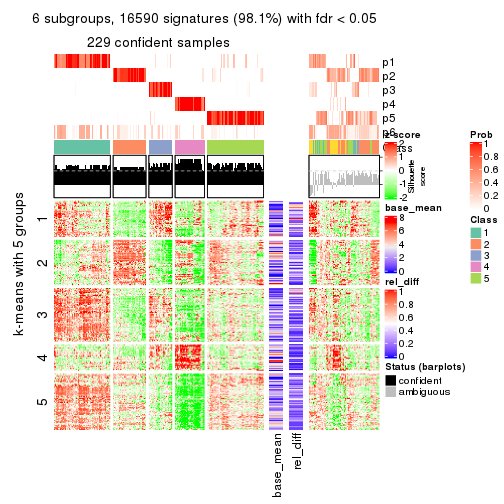 6 subgroups, 16590 signatures (98.1%) with fdr < 0.05
229 confident samples
p1
p2
p3
p4
p5
p6
z-score
2
1
0
-1
-2
Silhouette
score
Prob
1
0.8
0.6
0.4
0.2
0
Class
1
2
3
4
5
base_mean
8
6
4
2
0
rel_diff
1
0.8
0.6
0.4
0.2
0
Status (barplots)
confident
ambiguous
k-means with 5 groups
1
2
3
4
5
base_mean
rel_diff